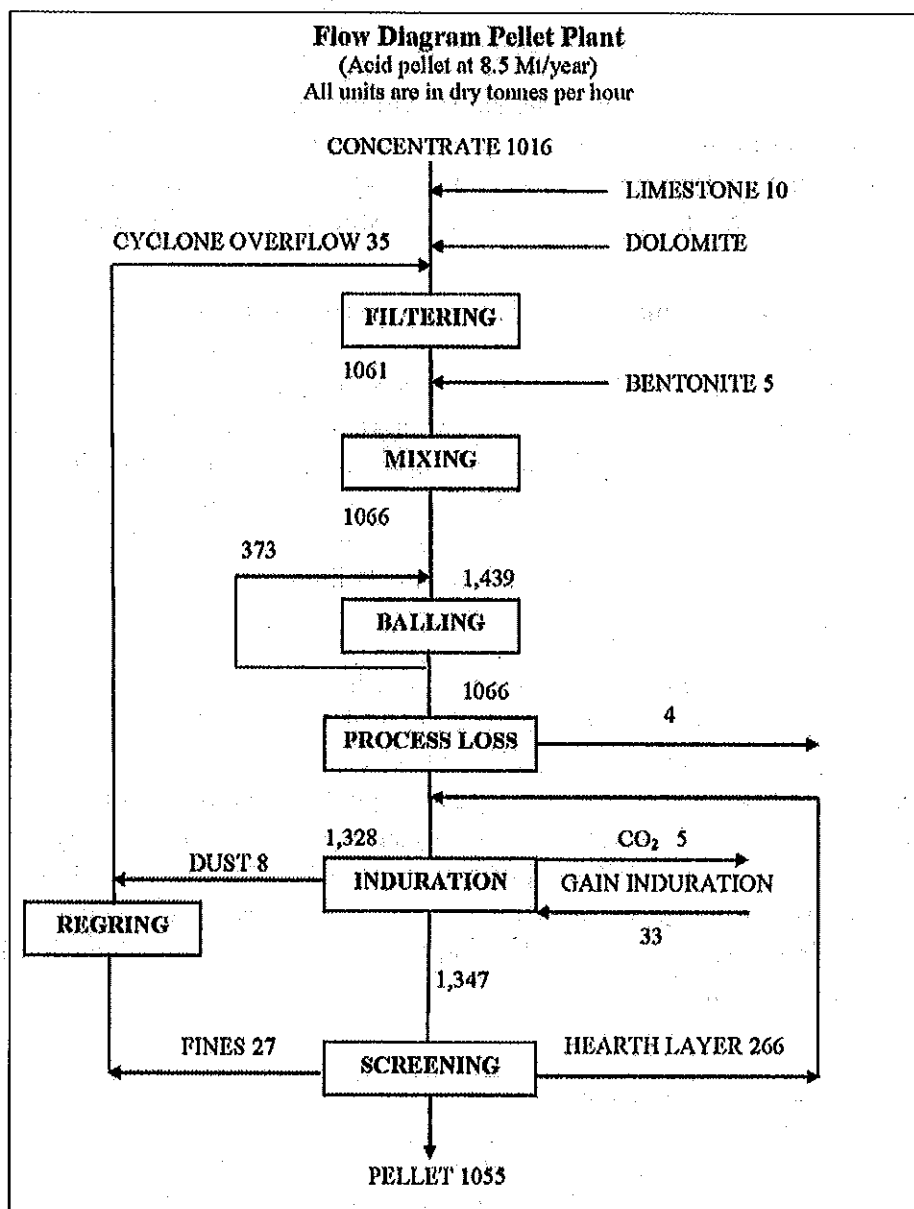 Flow Diagram Pellet Plant
(Acid pellet at 8.5 Mt/year)
All units are in dry tonnes per hour
CONCENTRATE 1016
LIMESTONE 10
CYCLONE OVERFLOW 35
DOLOMITE
FILTERING
1061
BENTONITE 5
MIXING
1066
373
1,439
BALLING
1066
4
PROCESS LOSS
1,328
CO₂ 5
DUST 8
INDURATION
GAIN INDURATION
REGRING
33
1,347
FINES 27
HEARTH LAYER 266
SCREENING
PELLET 1055